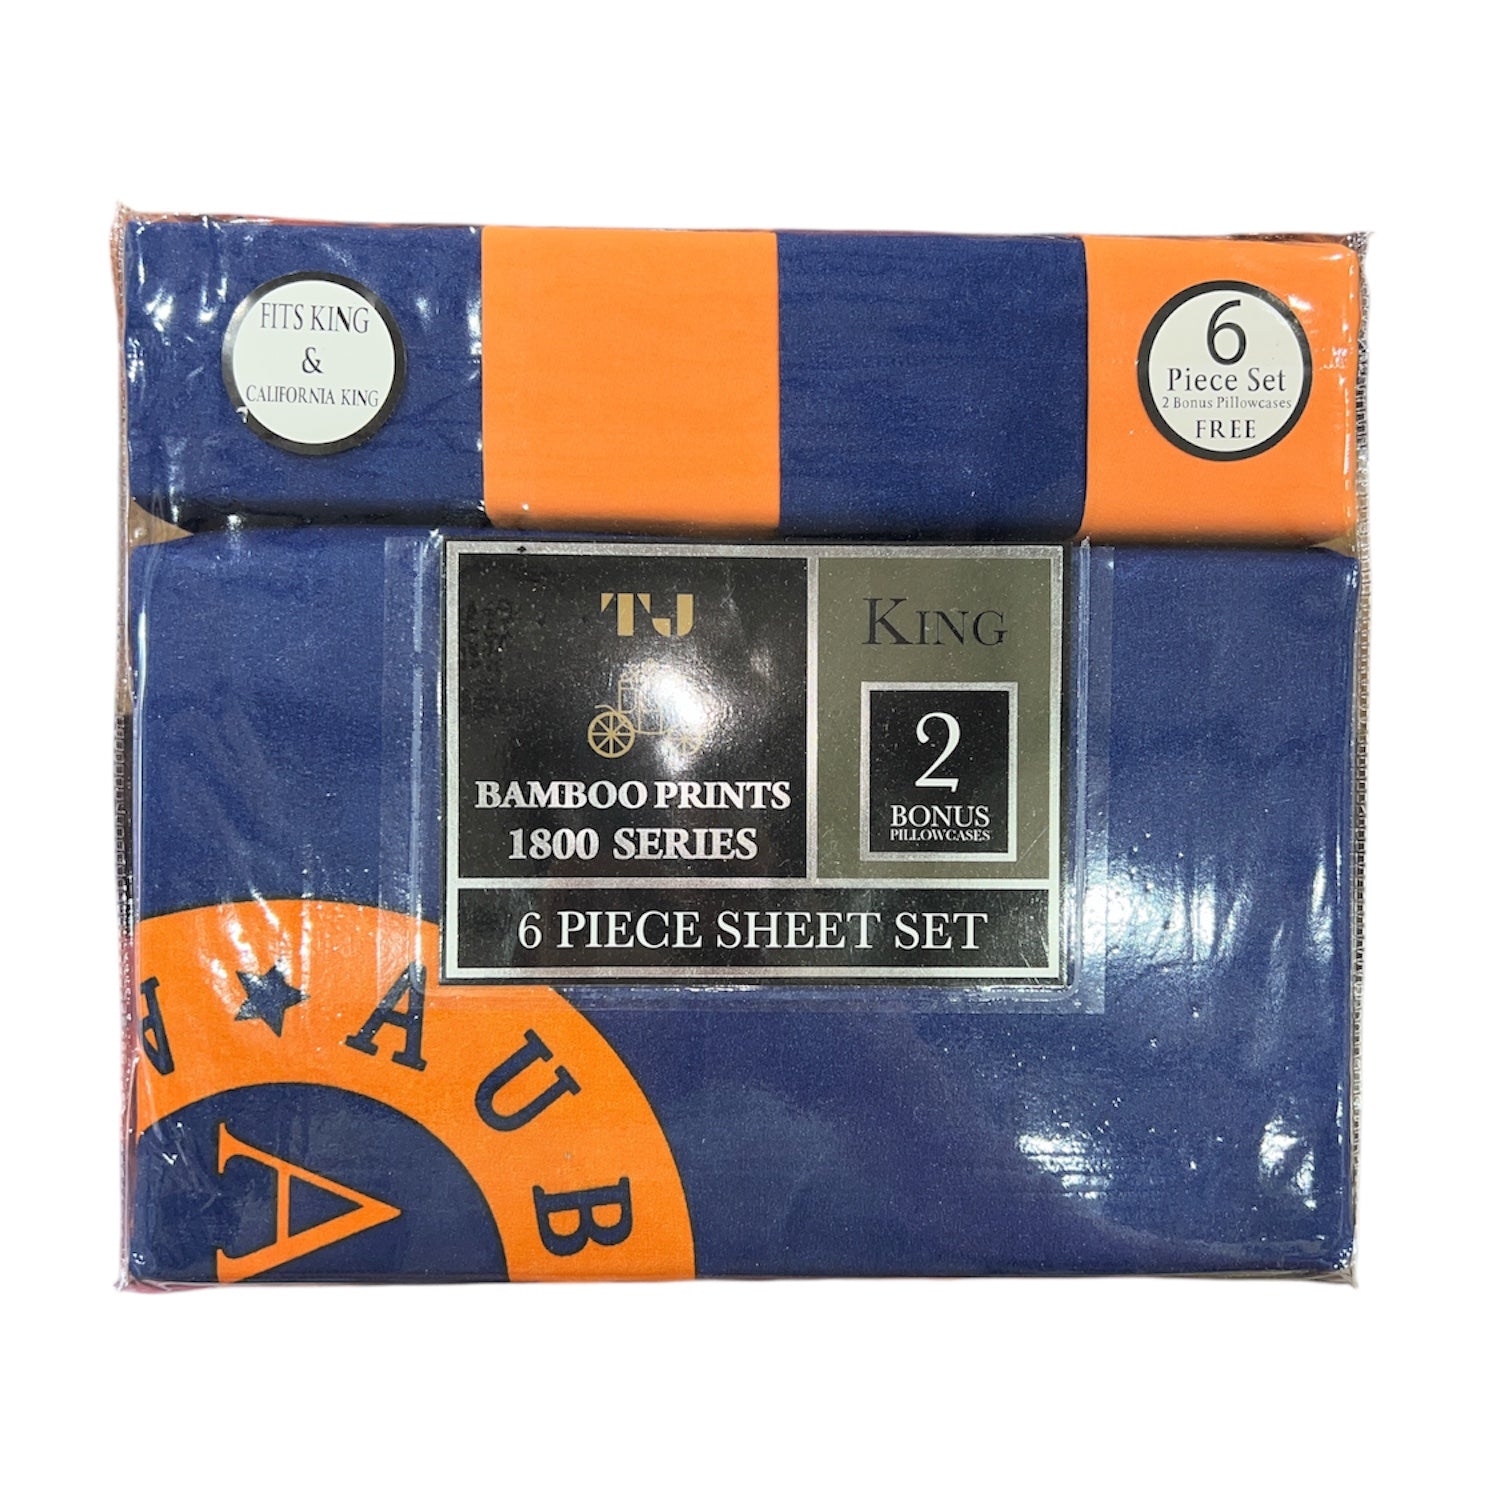 FITS KING
&
CALIFORNIA KING
6
Piece Set
2 Bonus Pillowcases
FREE
TJ
BAMBOO PRINTS
1800 SERIES
KING
2
BONUS
PILLOWCASES
6 PIECE SHEET SET
A ★ AUB
A